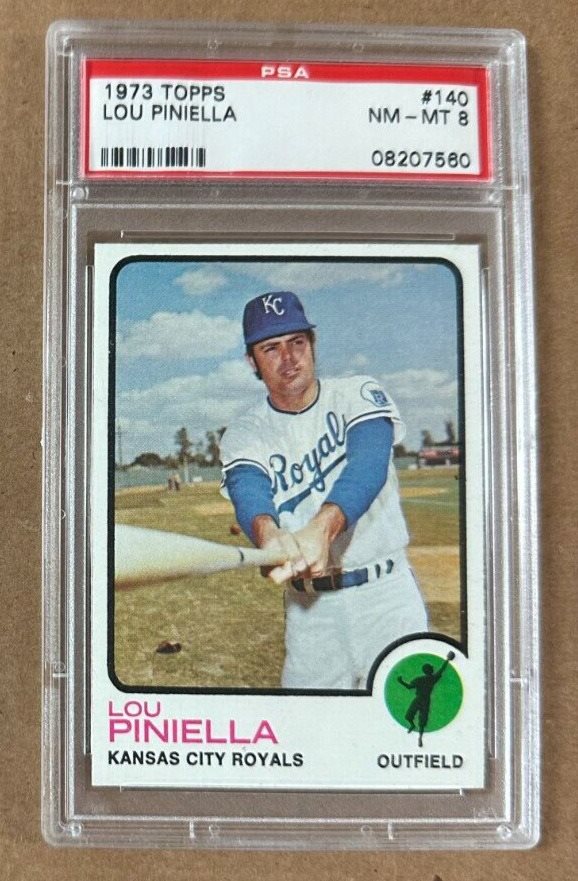 PSA
1973 TOPPS #140
LOU PINIELLA NM - MT 8
08207560
KC
Royals
LOU
PINIELLA
KANSAS CITY ROYALS OUTFIELD